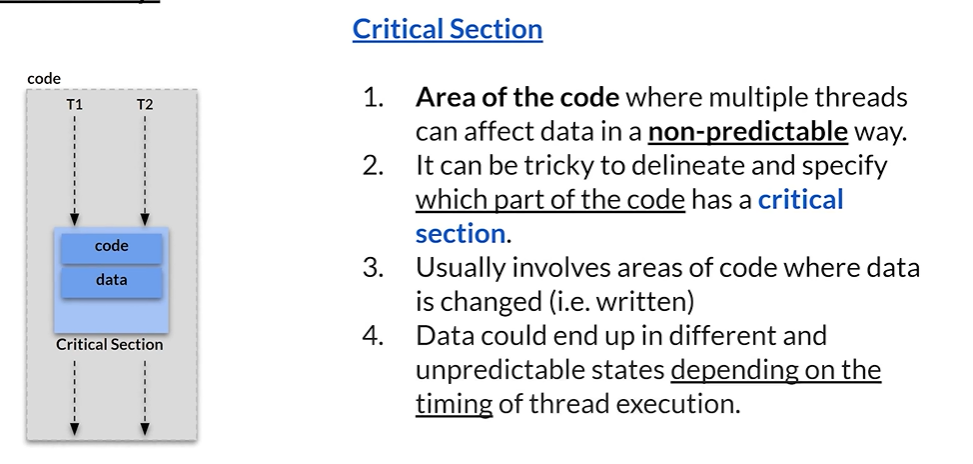 Critical Section
code
T1 T2
code
data
Critical Section
1. Area of the code where multiple threads
can affect data in a non-predictable way.
2. It can be tricky to delineate and specify
which part of the code has a critical
section.
3. Usually involves areas of code where data
is changed (i.e. written)
4. Data could end up in different and
unpredictable states depending on the
timing of thread execution.